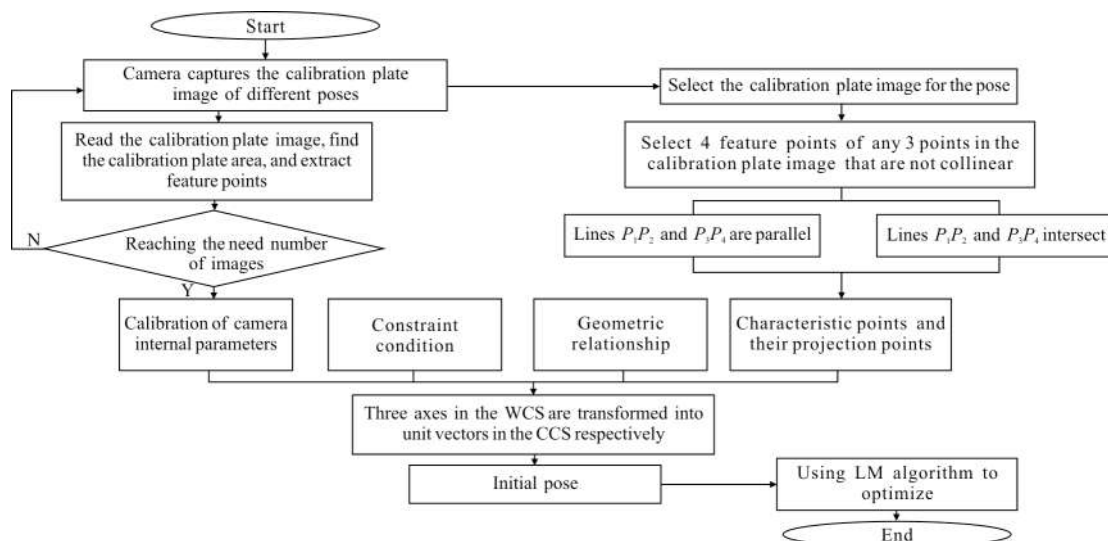 Start
Camera captures the calibration plate
image of different poses
Select the calibration plate image for the pose
Read the calibration plate image, find
the calibration plate area, and extract
feature points
Select 4 feature points of any 3 points in the
calibration plate image that are not collinear
N
Reaching the need number
of images
Y
Lines P₁P₂ and P₃P₄ are parallel
Lines P₁P₂ and P₃P₄ intersect
Calibration of camera
internal parameters
Constraint
condition
Geometric
relationship
Characteristic points and
their projection points
Three axes in the WCS are transformed into
unit vectors in the CCS respectively
Initial pose
Using LM algorithm to
optimize
End